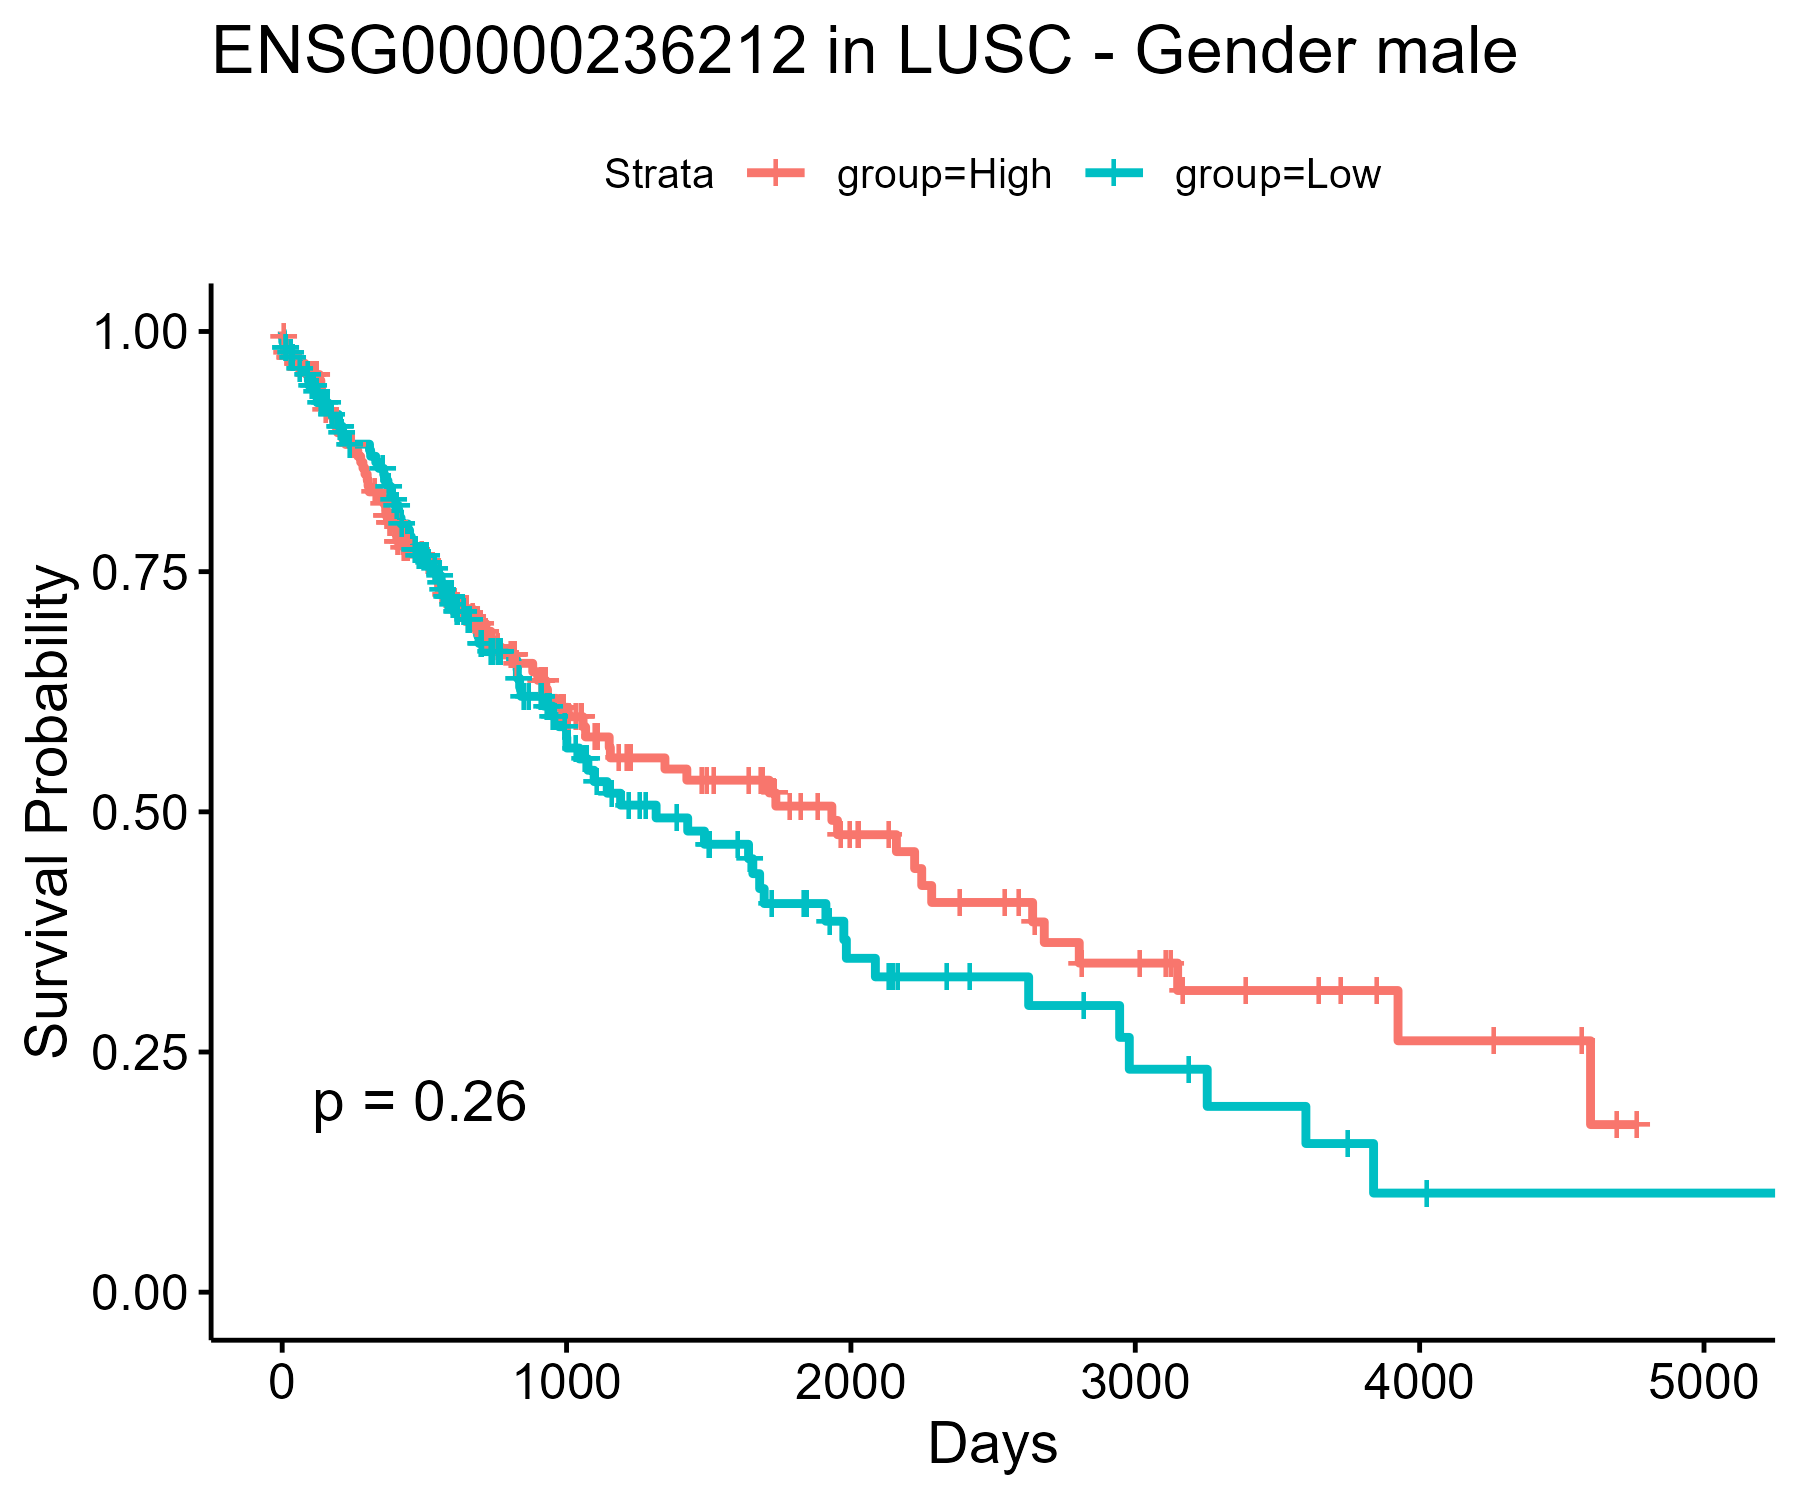 ENSG00000236212 in LUSC - Gender male
Strata group=High group=Low
Survival Probability
1.00
0.75
0.50
0.25
0.00
p = 0.26
0 1000 2000 3000 4000 5000
Days